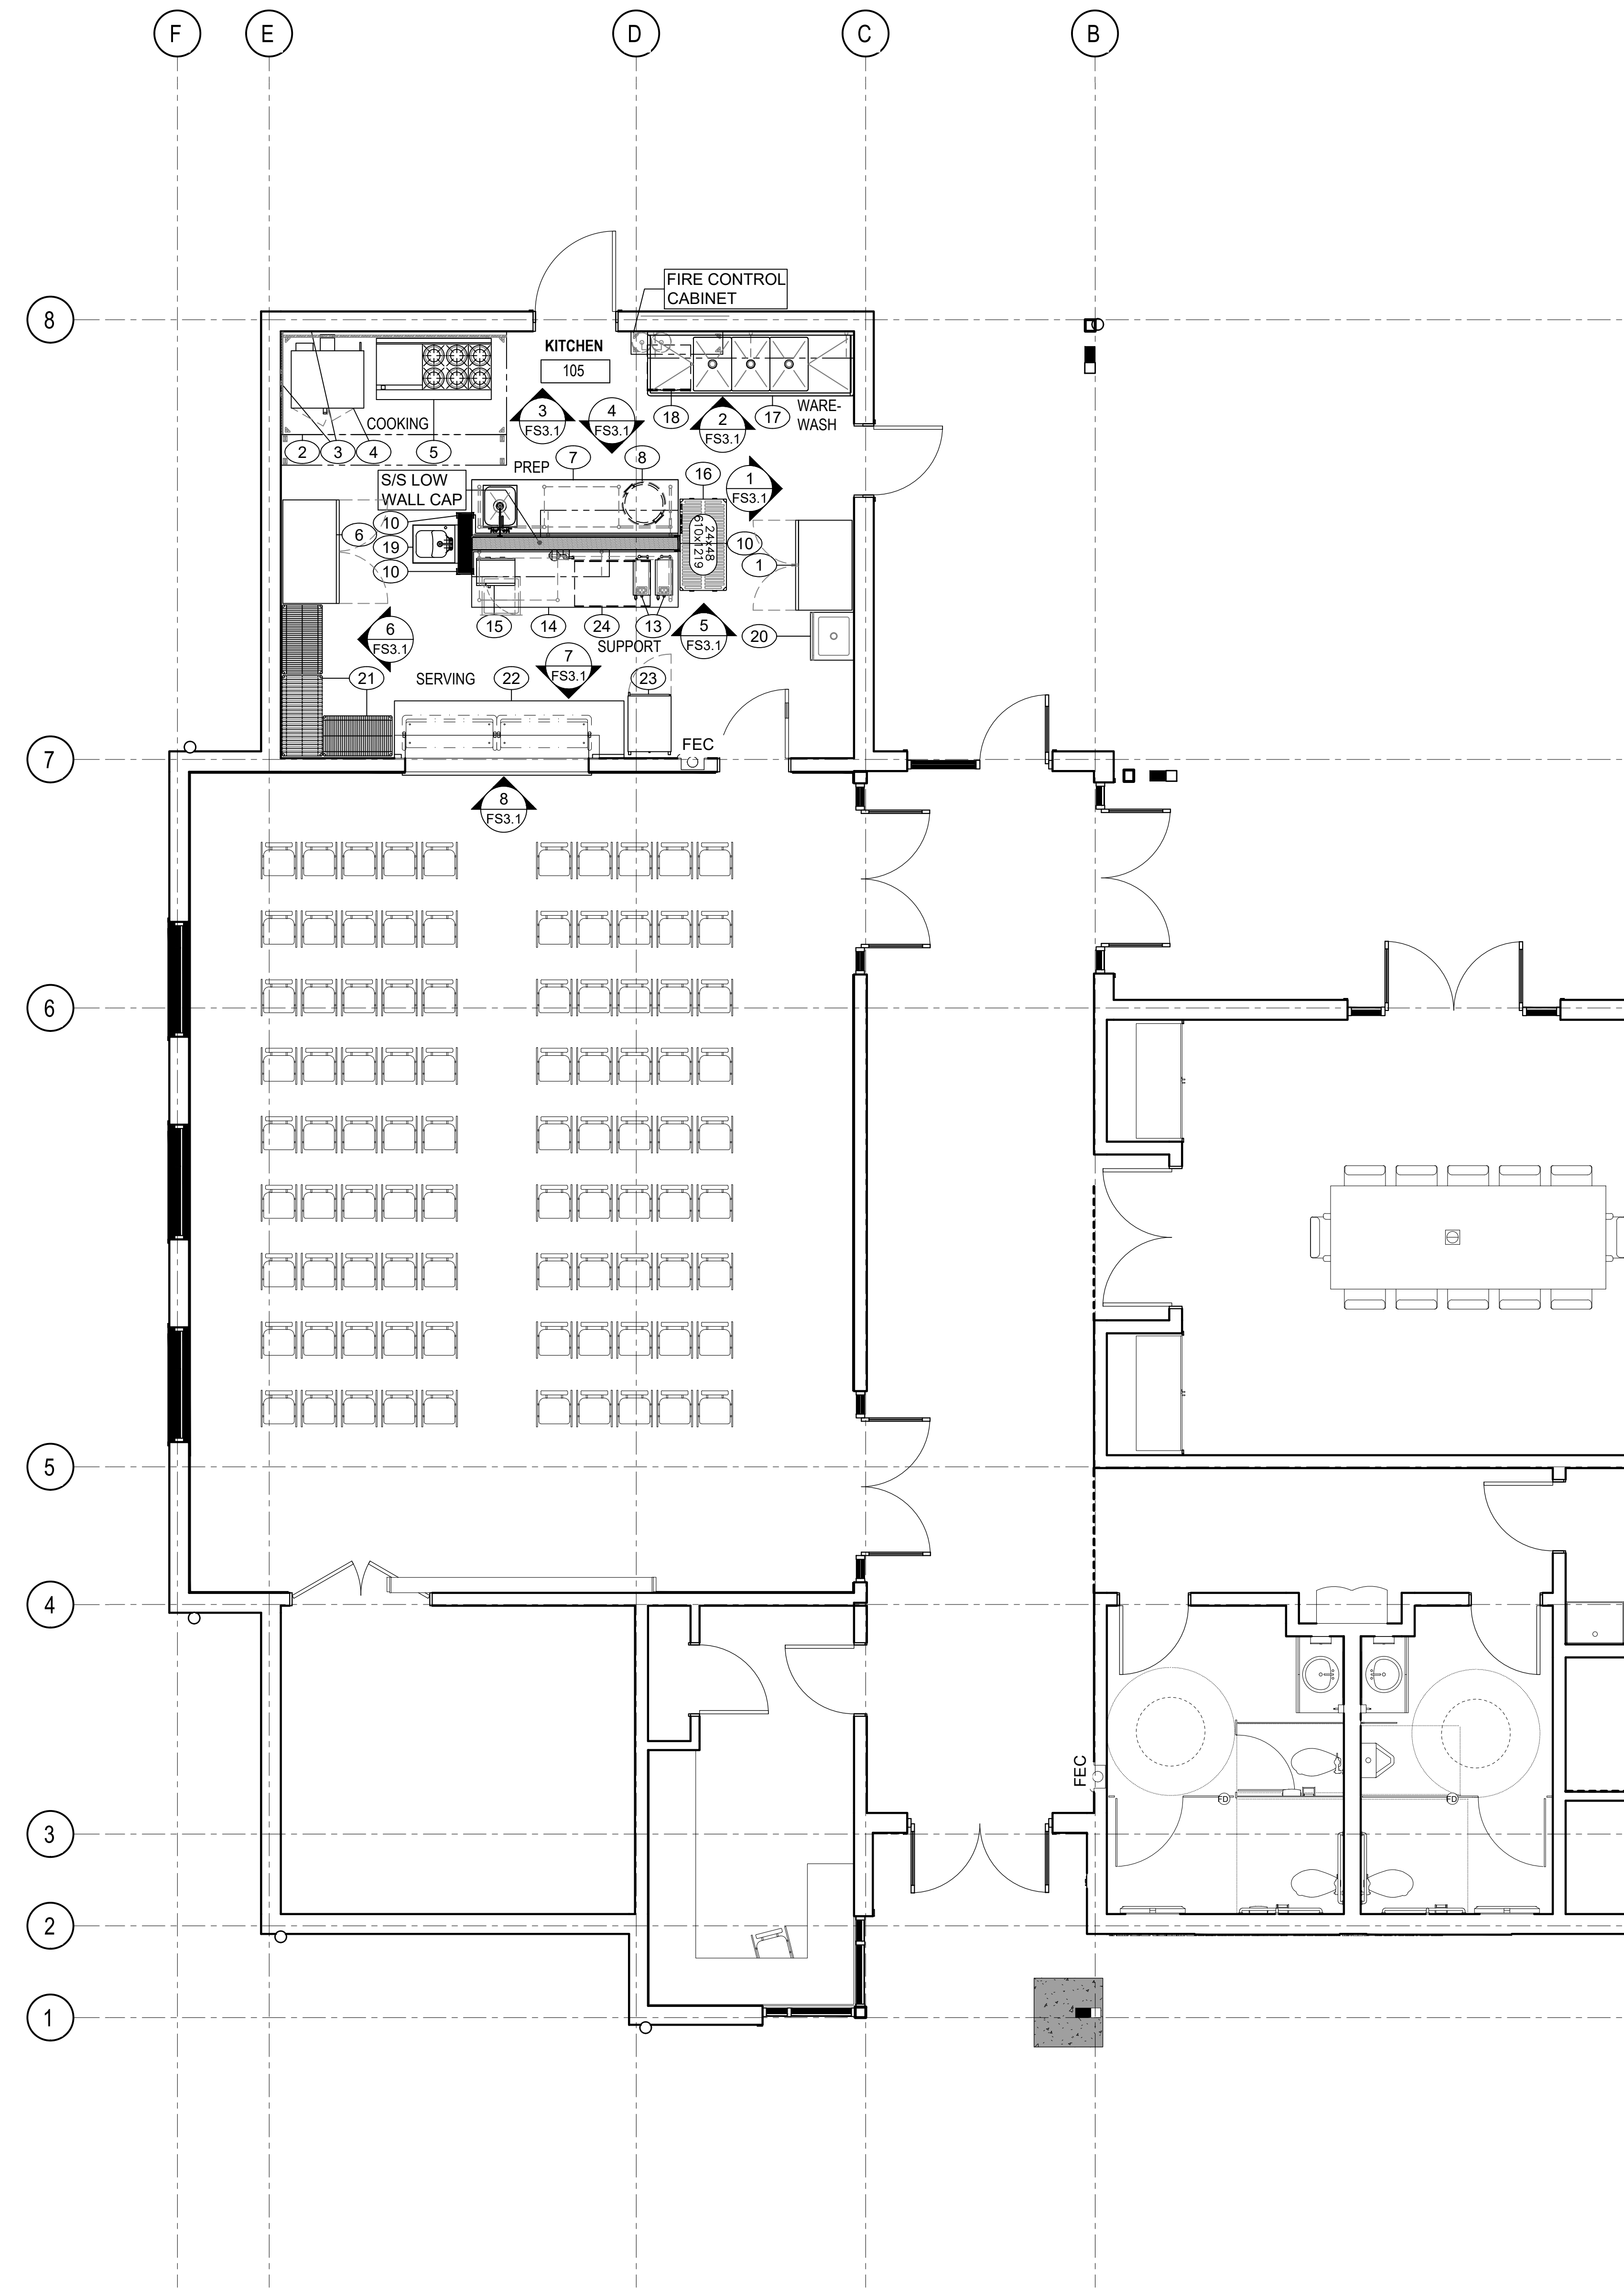 F E D C B
8
FIRE CONTROL
CABINET
KITCHEN
105
3
FS3.1
4
FS3.1
18
2
FS3.1
17
WARE-
WASH
COOKING
2 3 4 5
PREP
7 8
S/S LOW
WALL CAP
16
1
FS3.1
10
6
19
24x48
610x1219
10
10
1
15 14 24 13
SUPPORT
5
FS3.1
20
6
FS3.1
7
FS3.1
21
SERVING
22
23
FEC
7
8
FS3.1
6
5
4
FEC
FD
FD
3
2
1